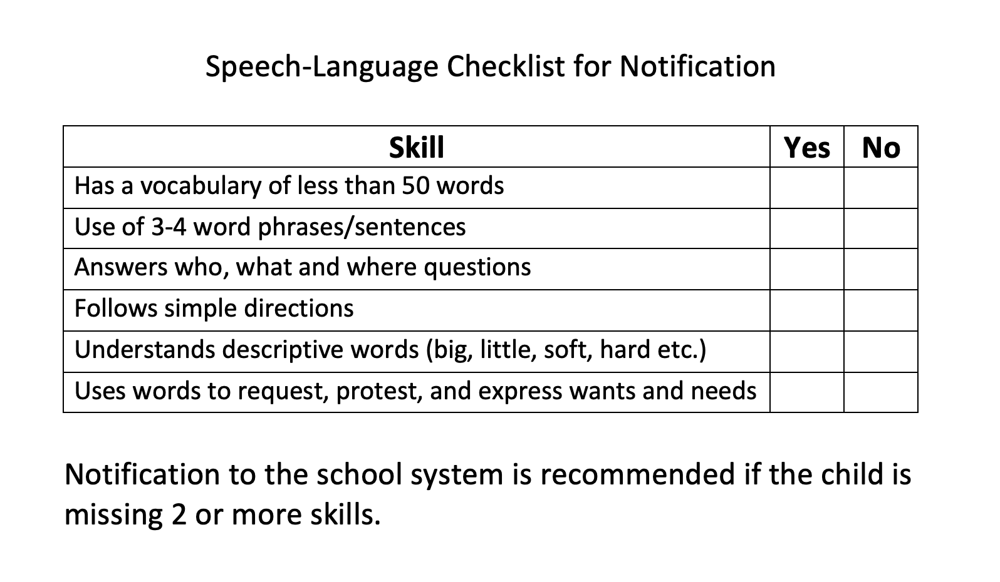 Speech-Language Checklist for Notification
Skill Yes No
Has a vocabulary of less than 50 words
Use of 3-4 word phrases/sentences
Answers who, what and where questions
Follows simple directions
Understands descriptive words (big, little, soft, hard etc.)
Uses words to request, protest, and express wants and needs
Notification to the school system is recommended if the child is
missing 2 or more skills.